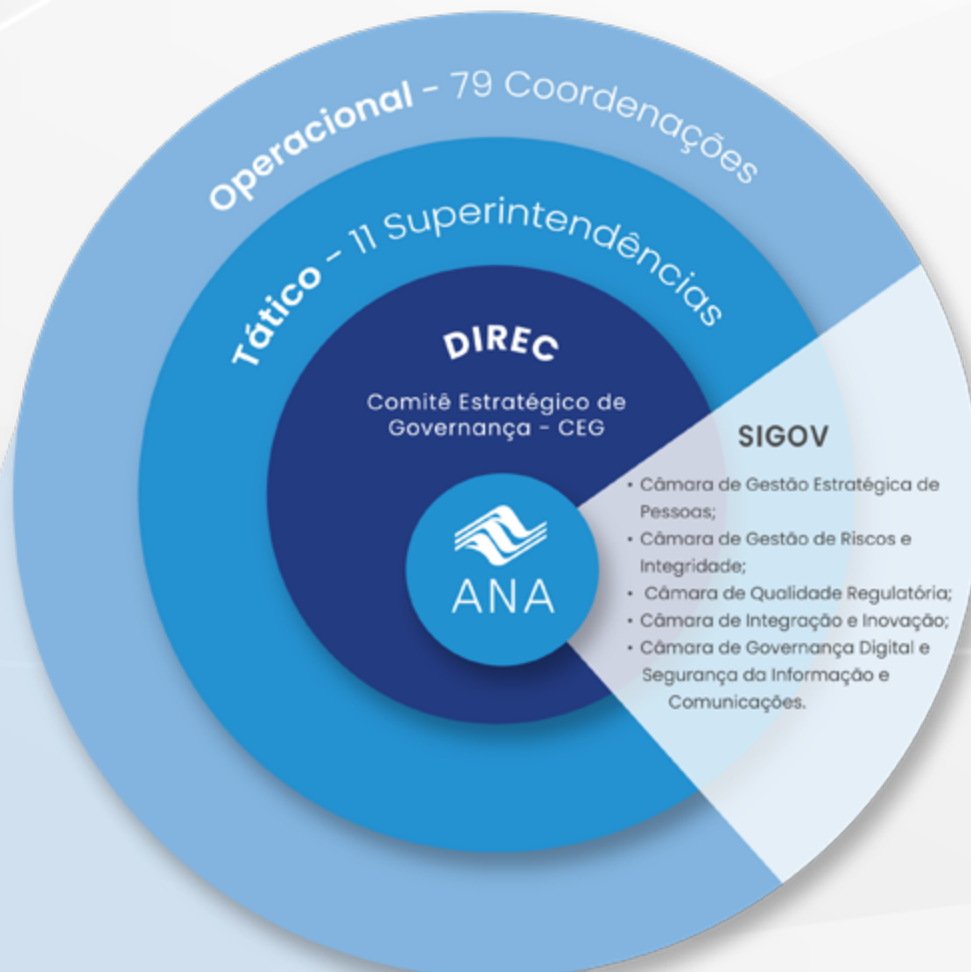 Operacional - 79 Coordenações
Tático - 11 Superintendências
DIREC
Comitê Estratégico de
Governança - CEG
ANA
SIGOV
• Câmara de Gestão Estratégica de
Pessoas;
• Câmara de Gestão de Riscos e
Integridade;
• Câmara de Qualidade Regulatória;
• Câmara de Integração e Inovação;
• Câmara de Governança Digital e
Segurança da Informação e
Comunicações.